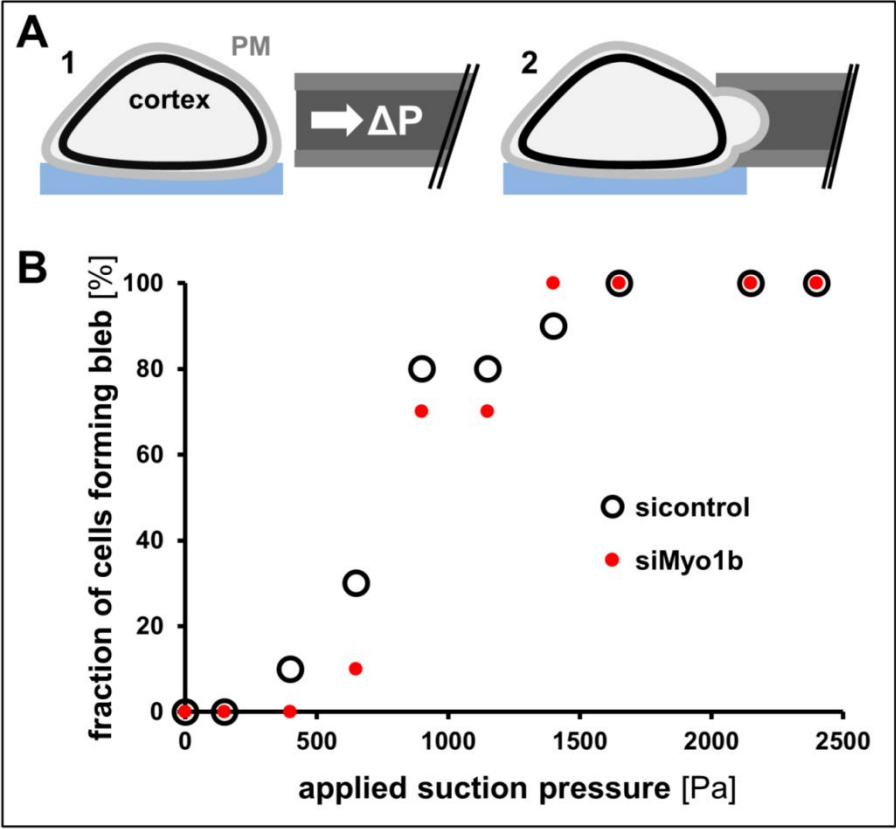 A
1
PM
cortex
ΔP
2
B
fraction of cells forming bleb [%]
100
80
60
40
20
0
sicontrol
siMyo1b
0 500 1000 1500 2000 2500
applied suction pressure [Pa]